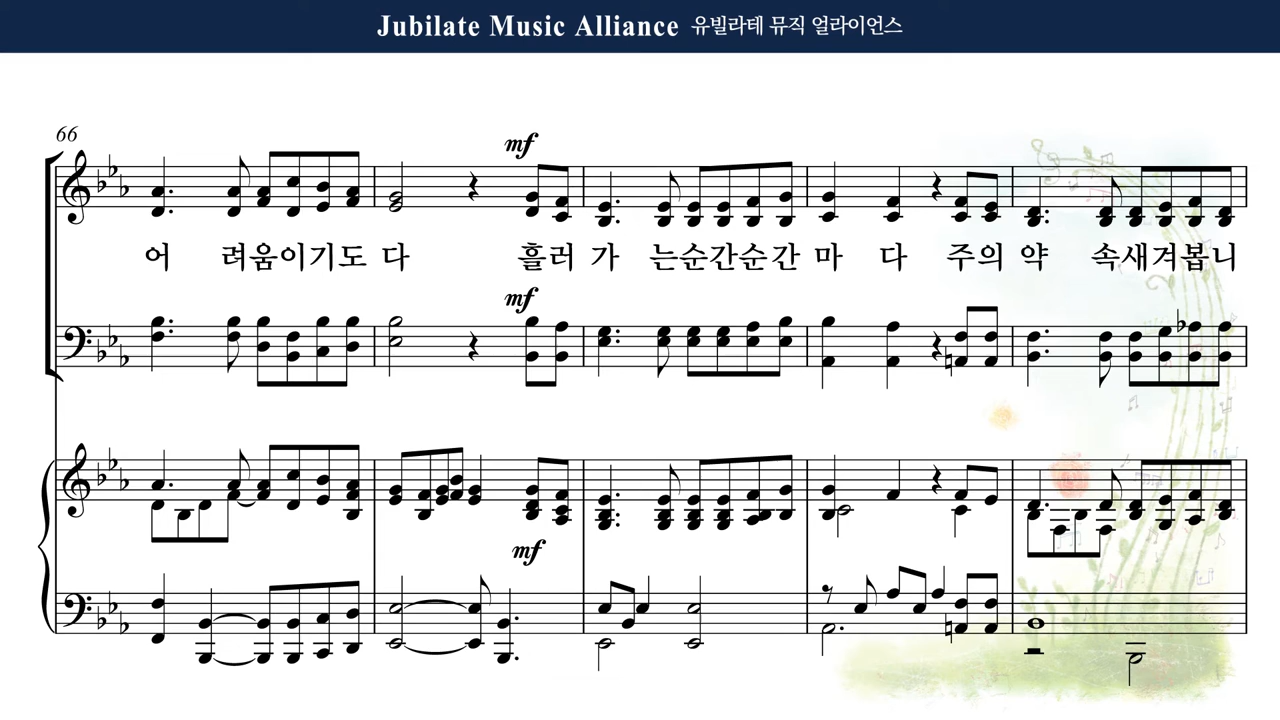 Jubilate Music Alliance 유빌라테 뮤직 얼라이언스
66
mf
어 려움이기도 다 흘러 가 는순간순간 마 다 주의 약 속새겨봅니
mf
mf